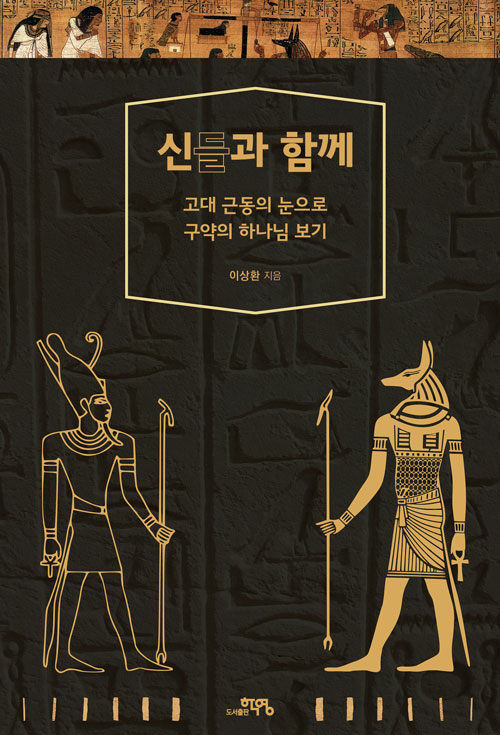 신들과 함께
고대 근동의 눈으로
구약의 하나님 보기
이상환 지음
도서출판 학영